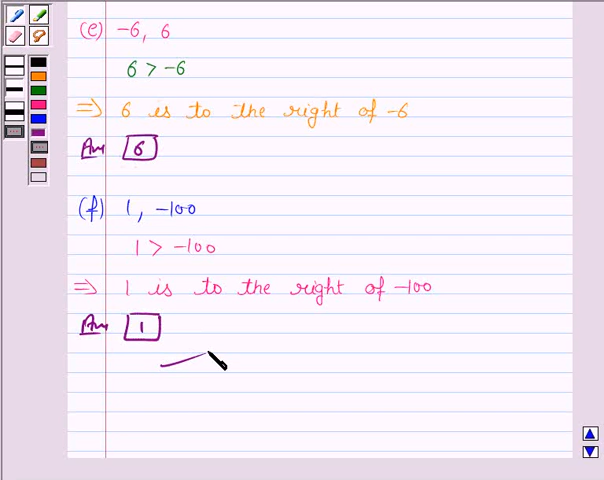 (e) -6, 6
6 > -6
=> 6 is to the right of -6
Ans 6
(f) 1, -100
1 > -100
=> 1 is to the right of -100
Ans 1